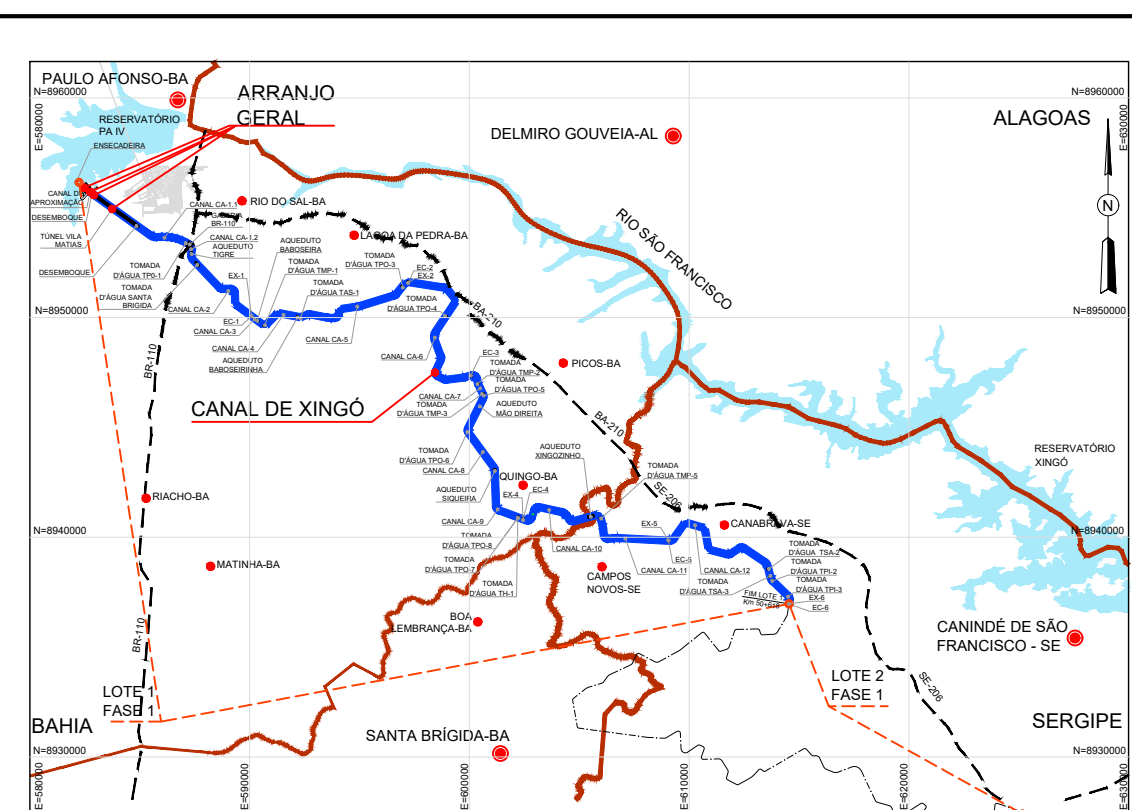 PAULO AFONSO-BA
N=8960000
E=580000
RESERVATÓRIO
PA IV
ENSECADEIRA
ARRANJO
GERAL
DELMIRO GOUVEIA-AL
N=8960000
E=630000
ALAGOAS
N
CANAL DE
APROXIMAÇÃO
DESEMBOQUE
TÚNEL VILA
MATIAS
DESEMBOQUE
CANAL CA-1.1
RIO DO SAL-BA
GALERIA
BR-110
CANAL CA-1.2
AQUEDUTO
TIGRE
LAGOA DA PEDRA-BA
RIO SÃO FRANCISCO
TOMADA
D'ÁGUA TP0-1
TOMADA
D'ÁGUA SANTA
BRIGIDA
CANAL CA-2
EX-1
AQUEDUTO
BABOSEIRA
TOMADA
D'ÁGUA TMP-1
TOMADA
D'ÁGUA TAS-1
TOMADA
D'ÁGUA TPO-3
EC-2
EX-2
TOMADA
D'ÁGUA TPO-4
BA-210
N=8950000
N=8950000
EC-1
CANAL CA-3
CANAL CA-4
AQUEDUTO
BABOSEIRINHA
CANAL CA-5
CANAL CA-6
BR-110
EC-3
TOMADA
D'ÁGUA TMP-2
TOMADA
D'ÁGUA TPO-5
CANAL CA-7
TOMADA
D'ÁGUA TMP-3
AQUEDUTO
MÃO DIREITA
PICOS-BA
CANAL DE XINGÓ
BA-210
TOMADA
D'ÁGUA TPO-6
CANAL CA-8
AQUEDUTO
SIQUEIRA
AQUEDUTO
XINGOZINHO
TOMADA
D'ÁGUA TMP-5
RESERVATÓRIO
XINGÓ
QUINGO-BA
EX-4
EC-4
SE-206
RIACHO-BA
CANAL CA-9
CANABRAVA-SE
EX-5
N=8940000
N=8940000
TOMADA
D'ÁGUA TPO-8
TOMADA
D'ÁGUA TPO-7
TOMADA
D'ÁGUA TH-1
CANAL CA-10
CANAL CA-11
EC-5
CANAL CA-12
TOMADA
D'ÁGUA TSA-2
TOMADA
D'ÁGUA TPI-2
TOMADA
D'ÁGUA TSA-3
TOMADA
D'ÁGUA TPI-3
EX-6
EC-6
FIM LOTE 1
Km 50+618
MATINHA-BA
CAMPOS
NOVOS-SE
BOA
LEMBRANÇA-BA
BR-110
CANINDÉ DE SÃO
FRANCISCO - SE
LOTE 1
FASE 1
LOTE 2
FASE 1
SE-206
BAHIA
SERGIPE
SANTA BRÍGIDA-BA
N=8930000
N=8930000
E=580000
E=590000
E=600000
E=610000
E=620000
E=630000